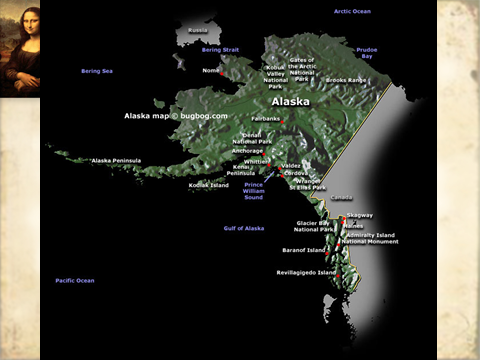 Arctic Ocean
Russia
Bering Strait
Prudoe
Bay
Bering Sea
Nome
Gates of
the Arctic
National
Park
Kobuk
Valley
National
Park
Brooks Range
Alaska
Alaska map © bugbog.com
Fairbanks
Denali
National Park
Anchorage
Alaska Peninsula
Whittier
Valdez
Kenai
Peninsula
Cordova
Wrangell
St Elias Park
Kodiak Island
Prince
William
Sound
Canada
Skagway
Haines
Glacier Bay
National Park
Gulf of Alaska
Admiralty Island
National Monument
Baranof Island
Revillagigedo Island
Pacific Ocean